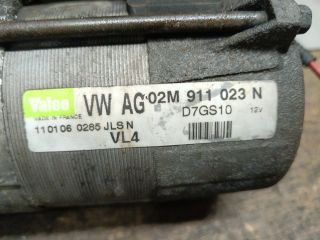 Valeo VW AG 02M 911 023 N
MADE IN FRANCE D7GS10 12V
110106 0285 JLS N
VL4